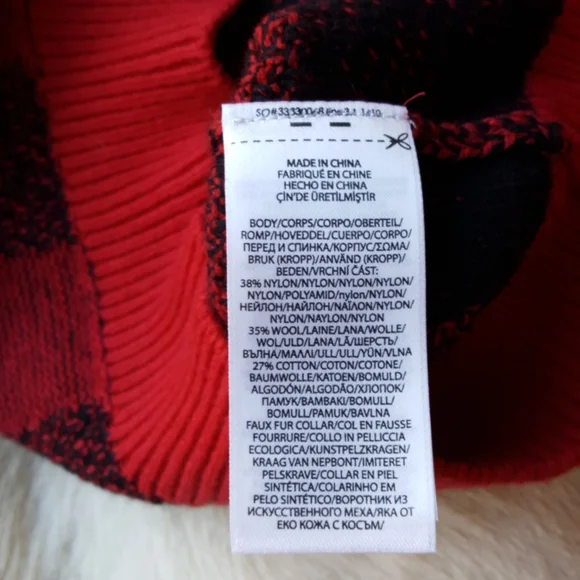 MADE IN CHINA
FABRIQUÉ EN CHINE
HECHO EN CHINA
ÇİN'DE ÜRETİLMİŞTİR
BODY/CORPS/CORPO/OBERTEIL/
ROMP/HOVEDDEL/CUERPO/CORPO/
ПЕРЕД И СПИНКА/КОРПУС/ΣΩΜΑ/
BRUK (KROPP)/ANVÄND (KROPP)/
BEDEN/VRCHNÍ ČÁST:
38% NYLON/NYLON/NYLON/NYLON/
NYLON/POLYAMID/nylon/NYLON/
НЕЙЛОН/НАЙЛОН/ΝΑΪΛΟΝ/NYLON/
NYLON/NAYLON/NYLON
35% WOOL/LAINE/LANA/WOLLE/
WOL/ULD/LANA/LÃ/ШЕРСТЬ/
ВЪЛНА/ΜΑΛΛΙ/ULL/ULL/YÜN/VLNA
27% COTTON/COTON/COTONE/
BAUMWOLLE/KATOEN/BOMULD/
ALGODÓN/ALGODÃO/ХЛОПОК/
ПАМУК/ΒΑΜΒΑΚΙ/BOMULL/
BOMULL/PAMUK/BAVLNA
FAUX FUR COLLAR/COL EN FAUSSE
FOURRURE/COLLO IN PELLICCIA
ECOLOGICA/KUNSTPELZKRAGEN/
KRAAG VAN NEPBONT/IMITERET
PELSKRAVE/COLLAR EN PIEL
SINTÉTICA/COLARINHO EM
PELO SINTÉTICO/ВОРОТНИК ИЗ
ИСКУССТВЕННОГО МЕХА/ЯКА ОТ
ЕКО КОЖА С КОСЪМ/